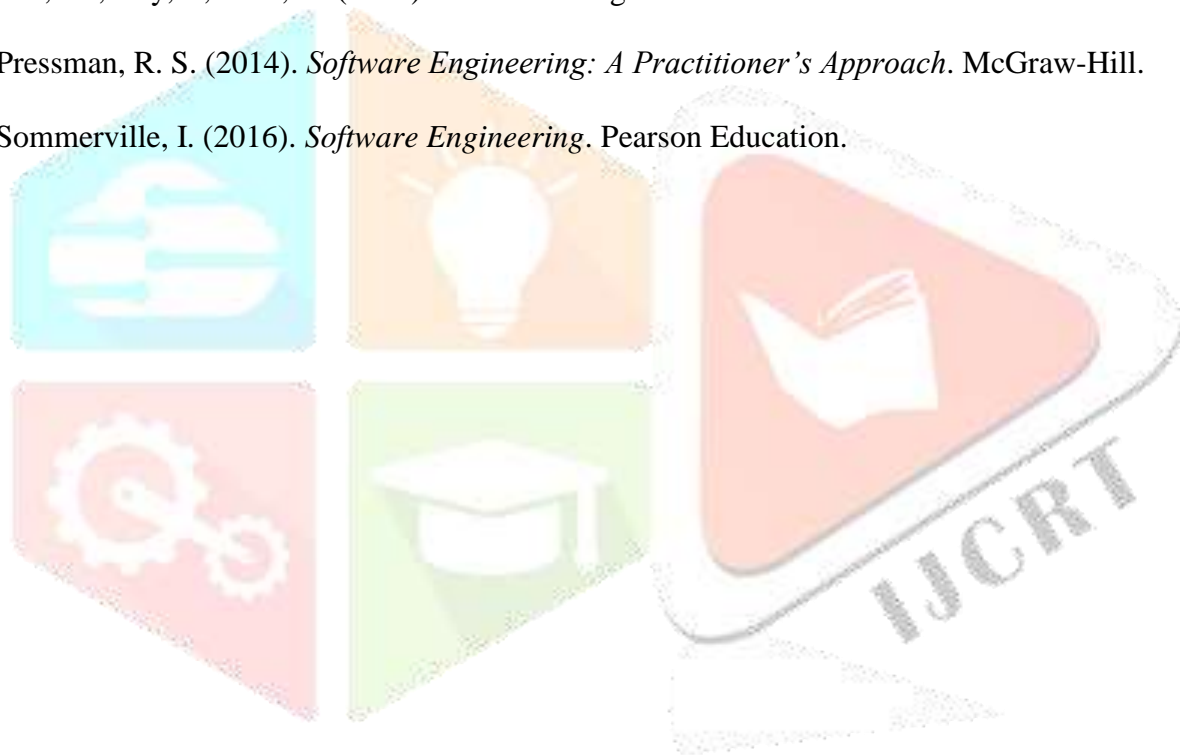 Pressman, R. S. (2014). Software Engineering: A Practitioner's Approach. McGraw-Hill.
Sommerville, I. (2016). Software Engineering. Pearson Education.
IJCRT